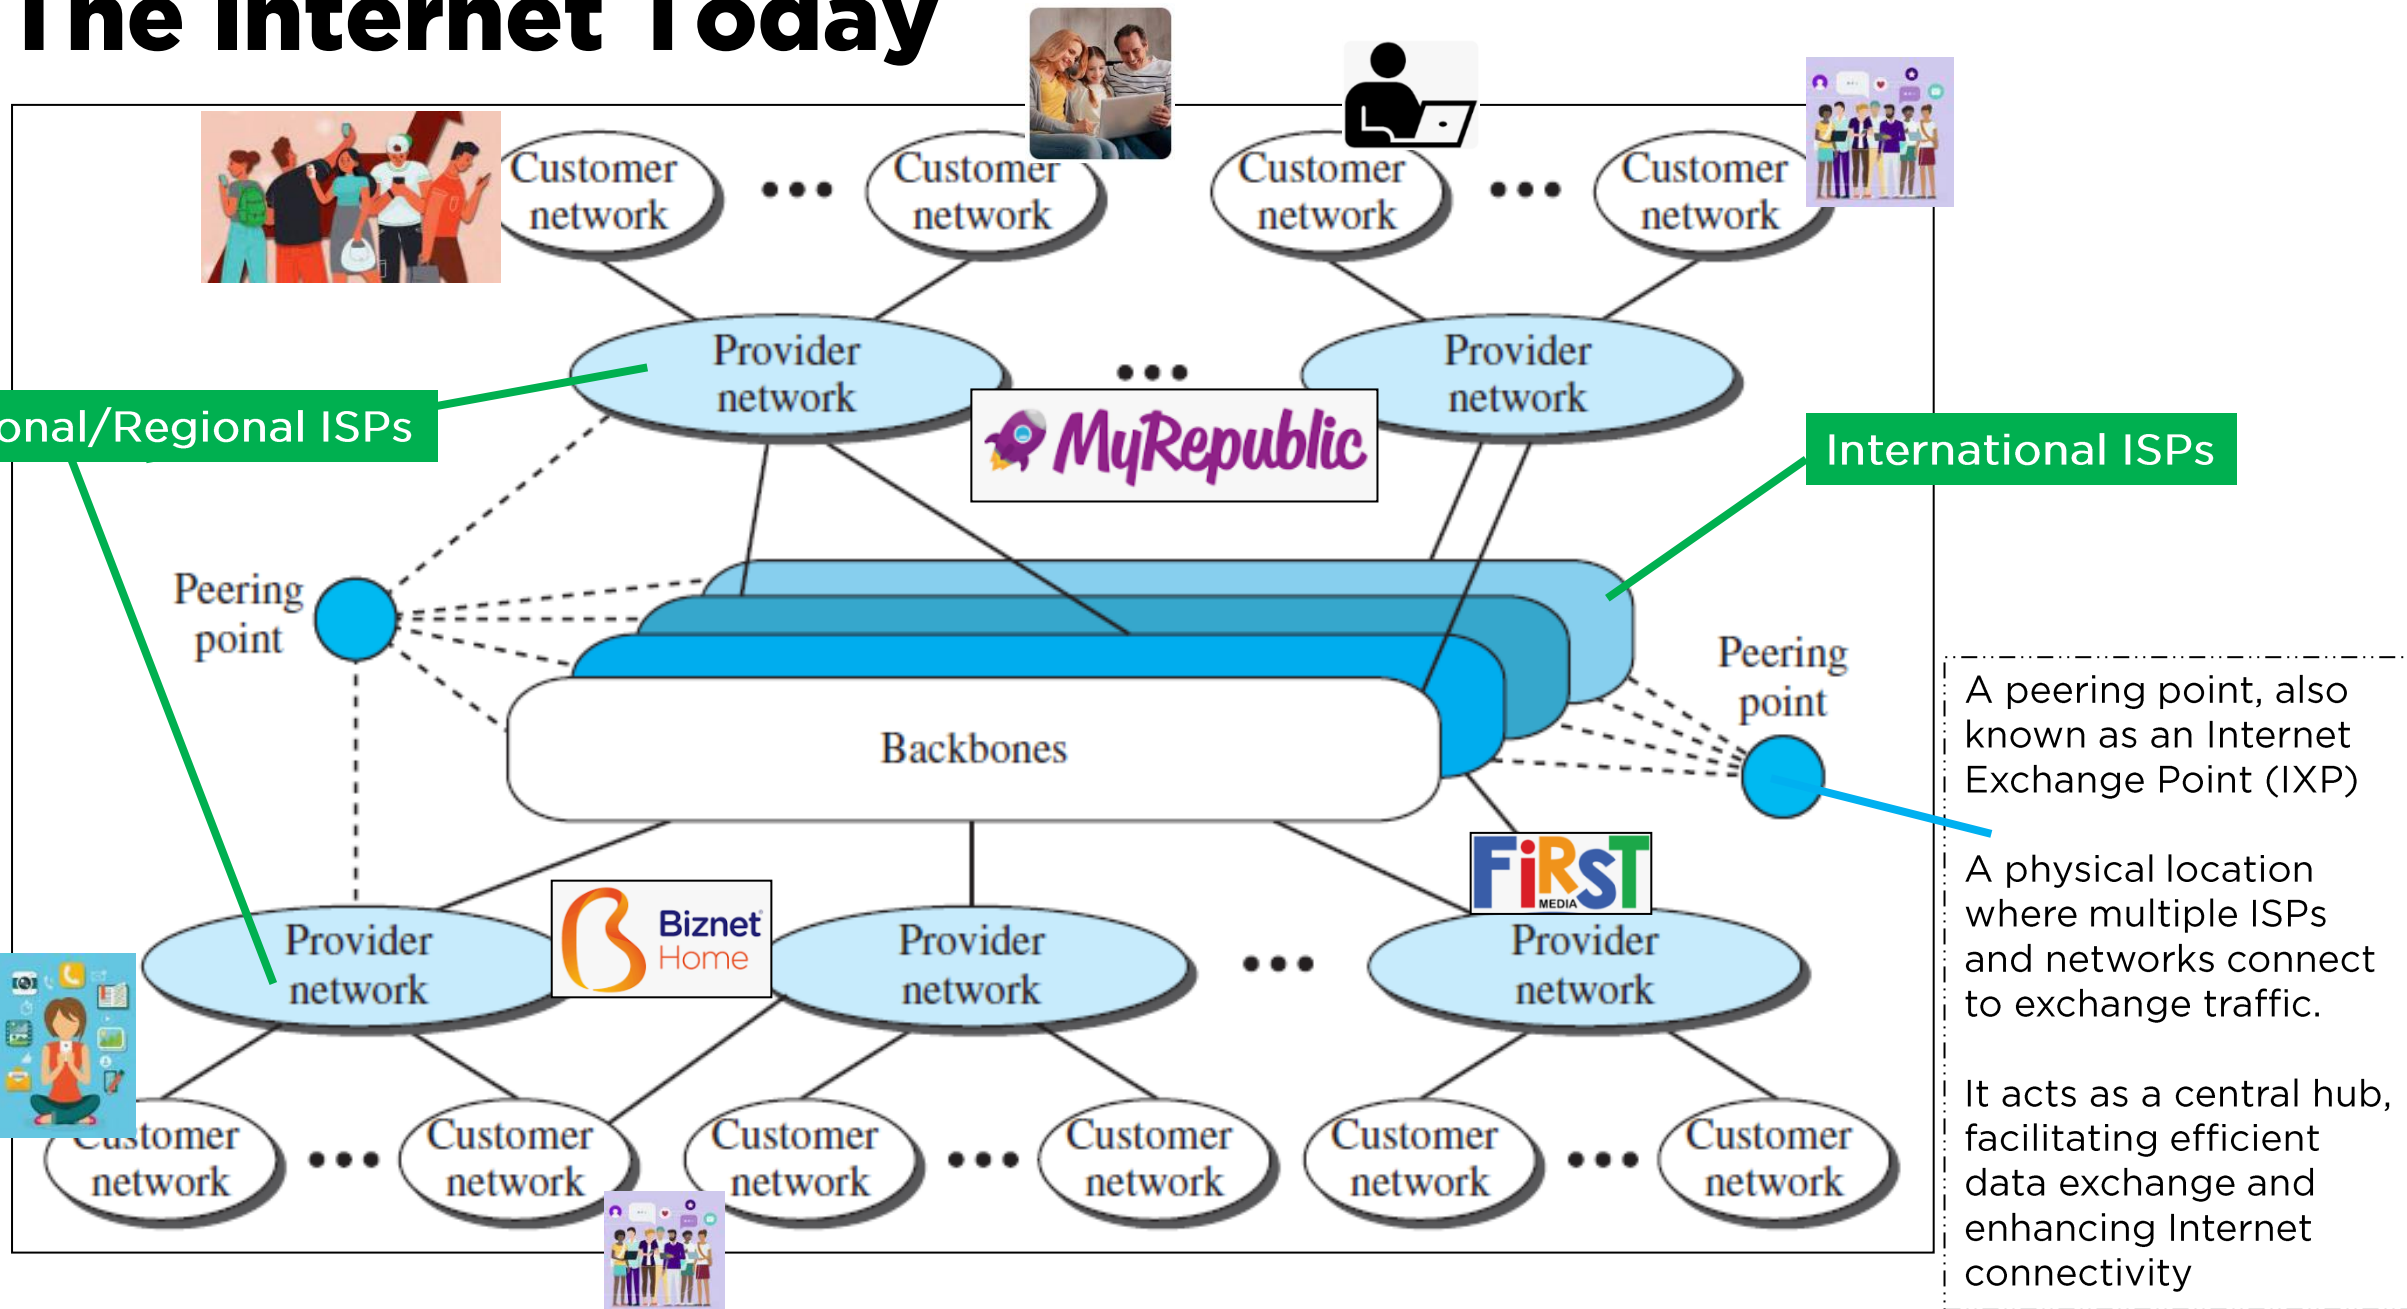 The Internet Today
Customer
network
Customer
network
Customer
network
Customer
network
Provider
network
Provider
network
onal/Regional ISPs
MyRepublic
International ISPs
Peering
point
Peering
point
Backbones
A peering point, also
known as an Internet
Exchange Point (IXP)
A physical location
where multiple ISPs
and networks connect
to exchange traffic.
It acts as a central hub,
facilitating efficient
data exchange and
enhancing Internet
connectivity
FiRST
MEDIA
Biznet
Home
Provider
network
Provider
network
Provider
network
Customer
network
Customer
network
Customer
network
Customer
network
Customer
network
Customer
network